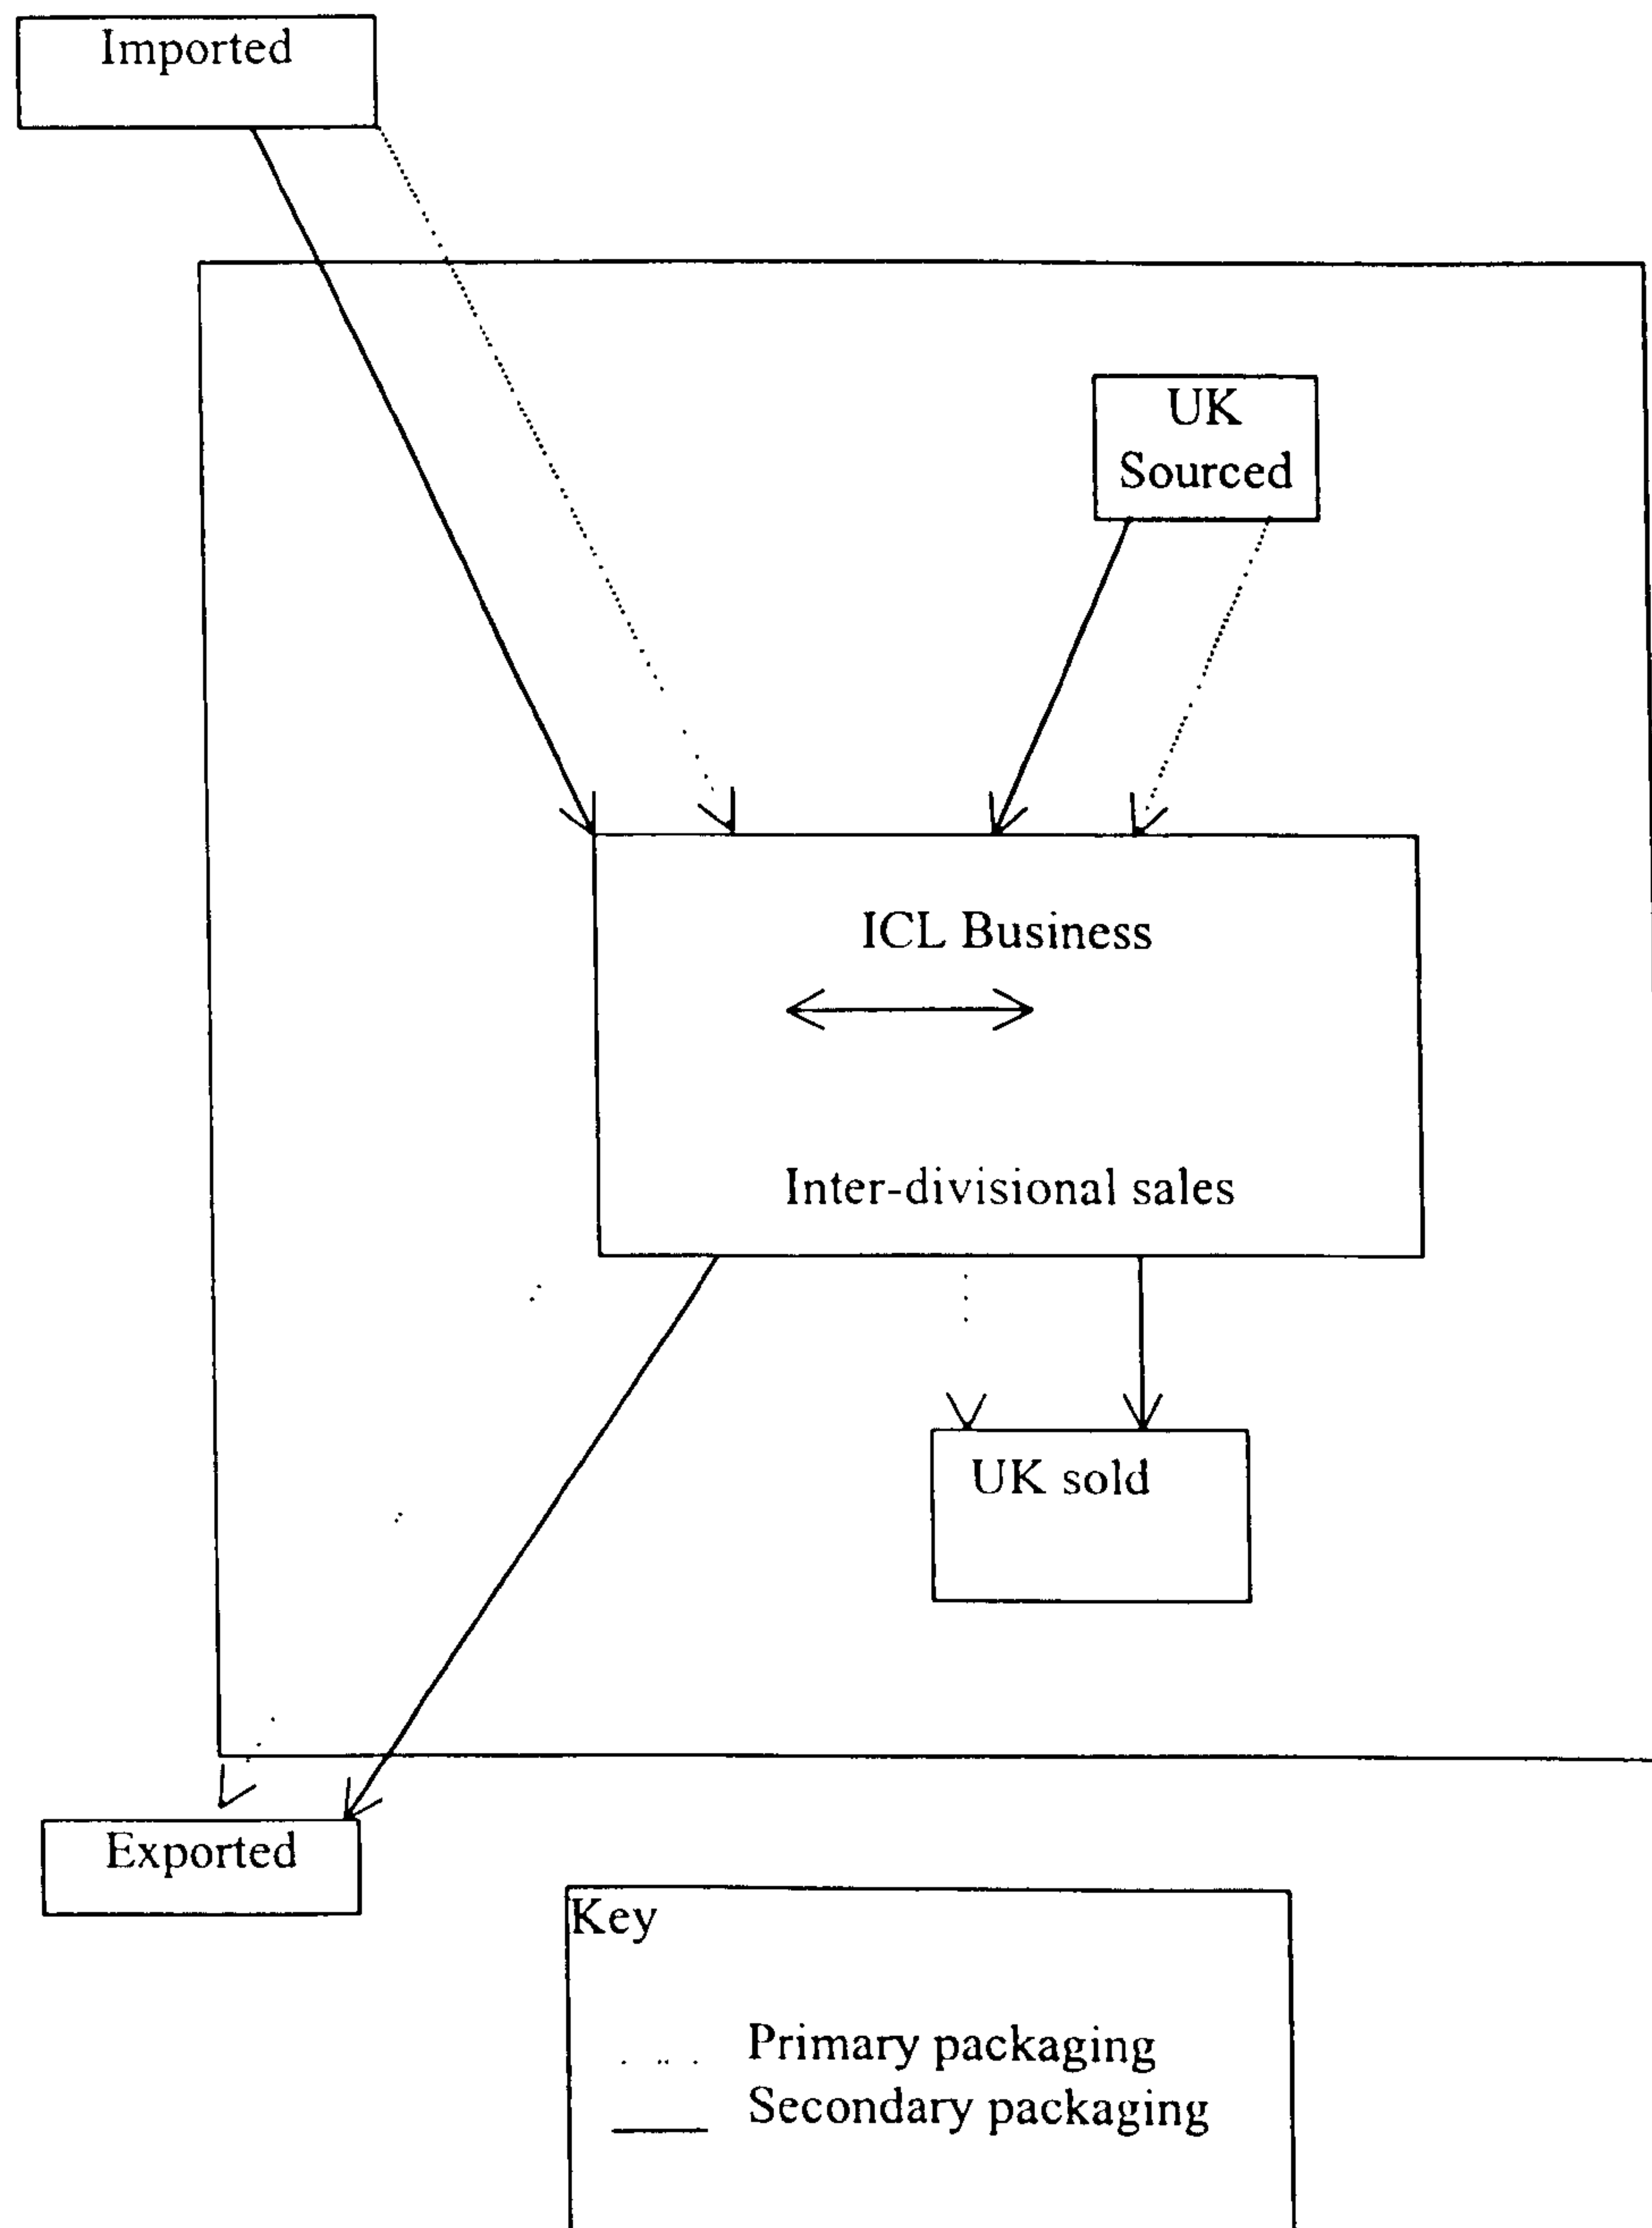 Imported
UK
Sourced
ICL Business
Inter-divisional sales
UK sold
Exported
Key
Primary packaging
Secondary packaging